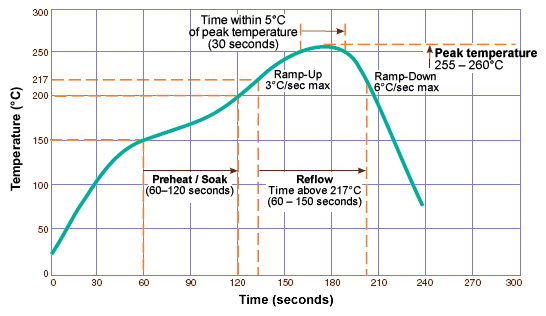 Time within 5°C
of peak temperature
(30 seconds)
300
250
217
200
150
100
50
0
Temperature (°C)
Ramp-Up
3°C/sec max
Ramp-Down
6°C/sec max
Peak temperature
255 – 260°C
Preheat / Soak
(60–120 seconds)
Reflow
Time above 217°C
(60 – 150 seconds)
0 30 60 90 120 150 180 210 240 270 300
Time (seconds)